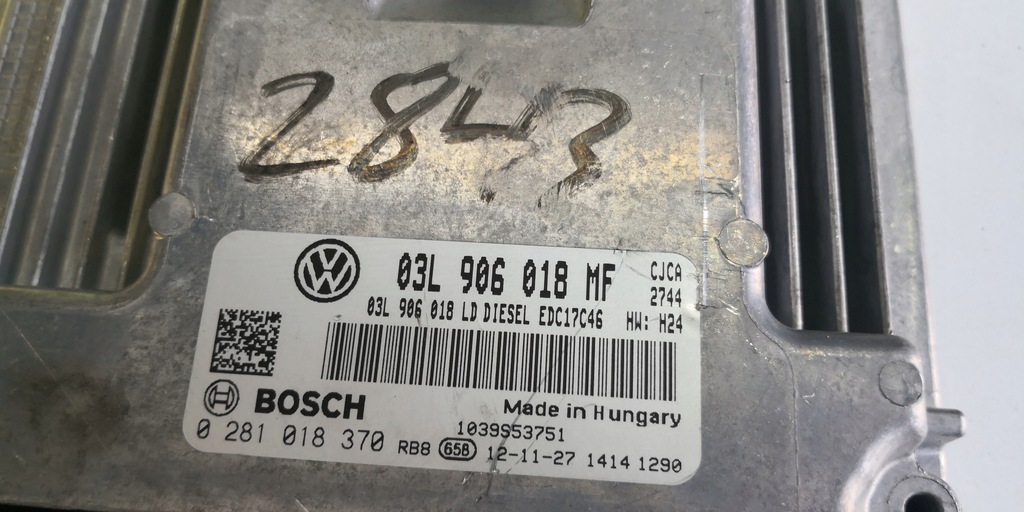 2843
03L 906 018 MF CJCA
2744
03L 906 018 LD DIESEL EDC17C46 HW: H24
BOSCH
Made in Hungary
1039S53751
0 281 018 370 RB8 65B 12-11-27 1414 1290